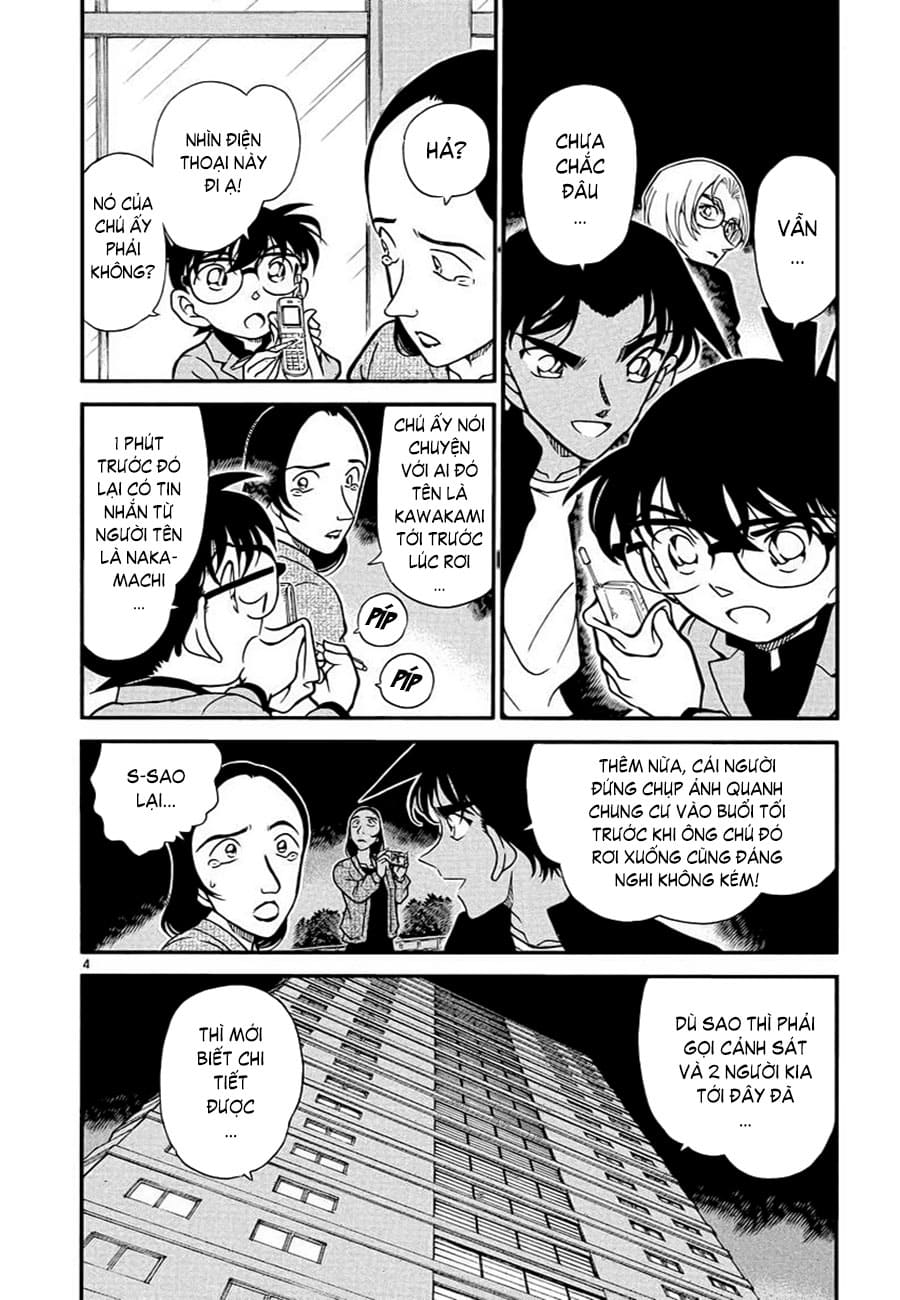 VẪN
...
CHƯA
CHẮC
ĐÂU
...
HẢ?
NHÌN ĐIỆN
THOẠI NÀY
ĐI Ạ!
NÓ CỦA
CHÚ ẤY
PHẢI
KHÔNG?
CHÚ ẤY NÓI
CHUYỆN
VỚI AI ĐÓ
TÊN LÀ
KAWAKAMI
TỚI TRƯỚC
LÚC RƠI
...
PÍP
PÍP
1 PHÚT
TRƯỚC ĐÓ
LẠI CÓ TIN
NHẮN TỪ
NGƯỜI TÊN
LÀ NAKA-
MACHI
...
THÊM NỮA, CÁI NGƯỜI
ĐỨNG CHỤP ẢNH QUANH
CHUNG CƯ VÀO BUỔI TỐI
TRƯỚC KHI ÔNG CHÚ ĐÓ
RƠI XUỐNG CŨNG ĐÁNG
NGHI KHÔNG KÉM!
S-SAO
LẠI...
4
DÙ SAO THÌ PHẢI
GỌI CẢNH SÁT
VÀ 2 NGƯỜI KIA
TỚI ĐÂY ĐÃ
...
THÌ MỚI
BIẾT CHI
TIẾT
ĐƯỢC
...